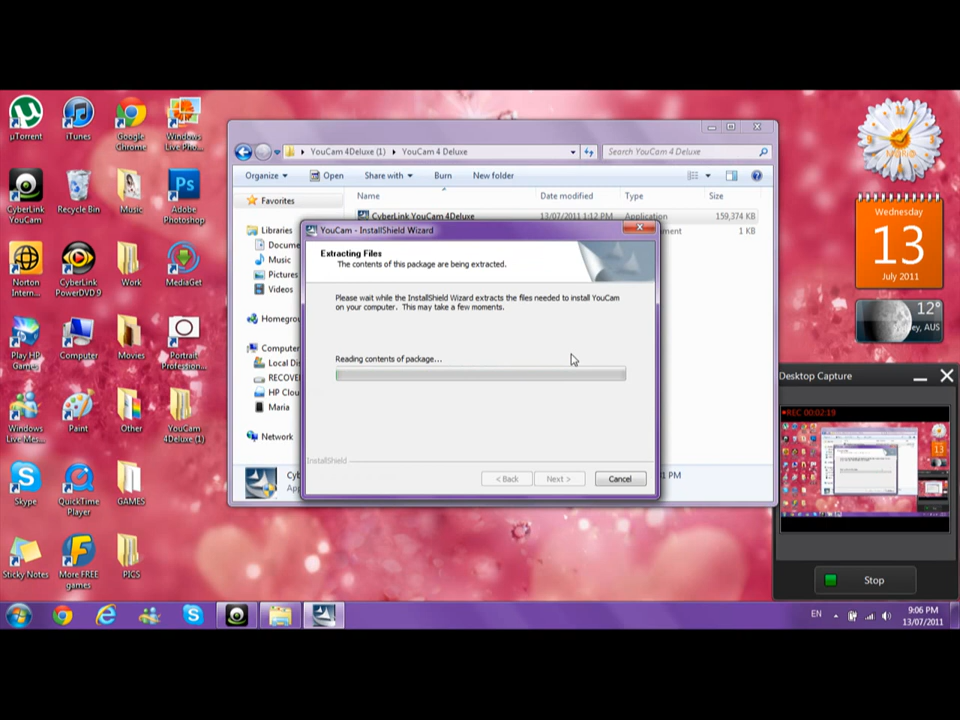 µTorrent
iTunes
Google
Chrome
Windows
Live Pho...
CyberLink
YouCam
Recycle Bin
Music
Adobe
Photoshop
Norton
Intern...
CyberLink
PowerDVD 9
Work
MediaGet
Play HP
Games
Computer
Movies
Portrait
Profession...
Windows
Live Mes...
Paint
Other
YouCam
4Deluxe (1)
Skype
QuickTime
Player
GAMES
Sticky Notes
More FREE
games
PICS
YouCam 4Deluxe (1)
YouCam 4 Deluxe
Search YouCam 4 Deluxe
Organize
Open
Share with
Burn
New folder
Favorites
Name
Date modified
Type
Size
CyberLink YouCam 4Deluxe
13/07/2011 1:12 PM
Application
159,374 KB
1 KB
Libraries
Docume
Music
Pictures
Videos
Homegrou
Computer
Local Dis
RECOVE
HP Clou
Maria
Network
YouCam - InstallShield Wizard
Extracting Files
The contents of this package are being extracted.
Please wait while the InstallShield Wizard extracts the files needed to install YouCam
on your computer. This may take a few moments.
Reading contents of package...
InstallShield
< Back
Next >
Cancel
Wednesday
13
July 2011
12°
ey, AUS
Desktop Capture
REC 00:02:19
Stop
EN
9:06 PM
13/07/2011